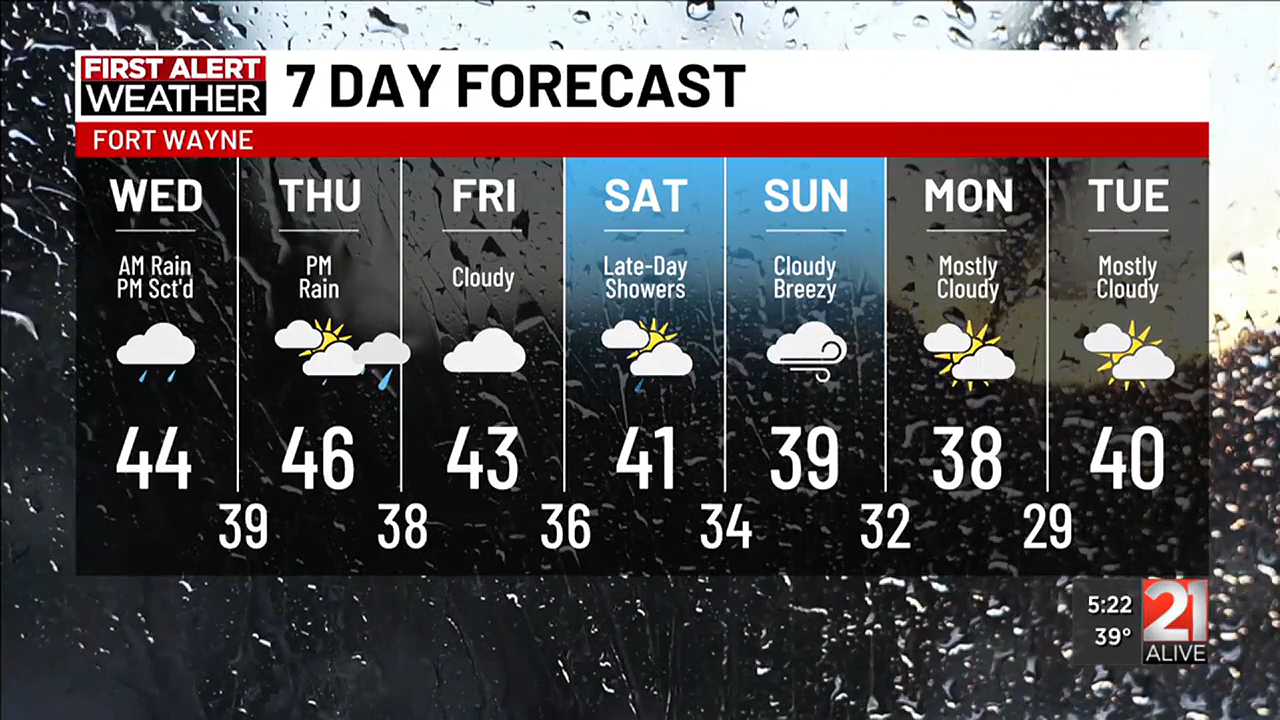 FIRST ALERT
WEATHER
7 DAY FORECAST
FORT WAYNE
WED
THU
FRI
SAT
SUN
MON
TUE
AM Rain
PM Sct'd
PM
Rain
Cloudy
Late-Day
Showers
Cloudy
Breezy
Mostly
Cloudy
Mostly
Cloudy
44
46
43
41
39
38
40
39
38
36
34
32
29
5:22
39°
21
ALIVE